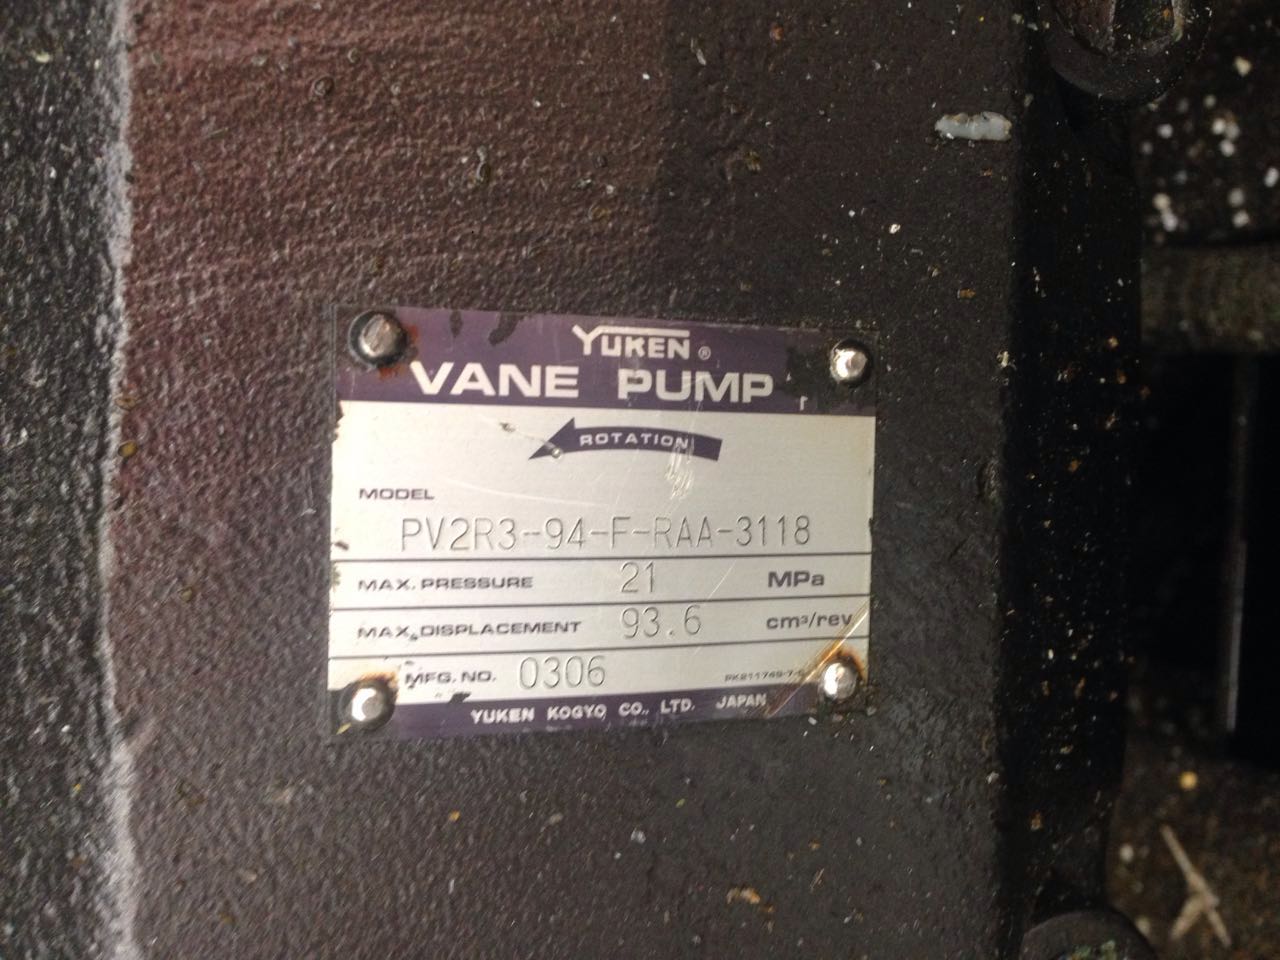 YUKEN®
VANE PUMP
ROTATION
MODEL
PV2R3-94-F-RAA-3118
MAX. PRESSURE 21 MPa
MAX. DISPLACEMENT 93.6 cm³/rev
MFG. NO. 0306
YUKEN KOGYO CO., LTD. JAPAN